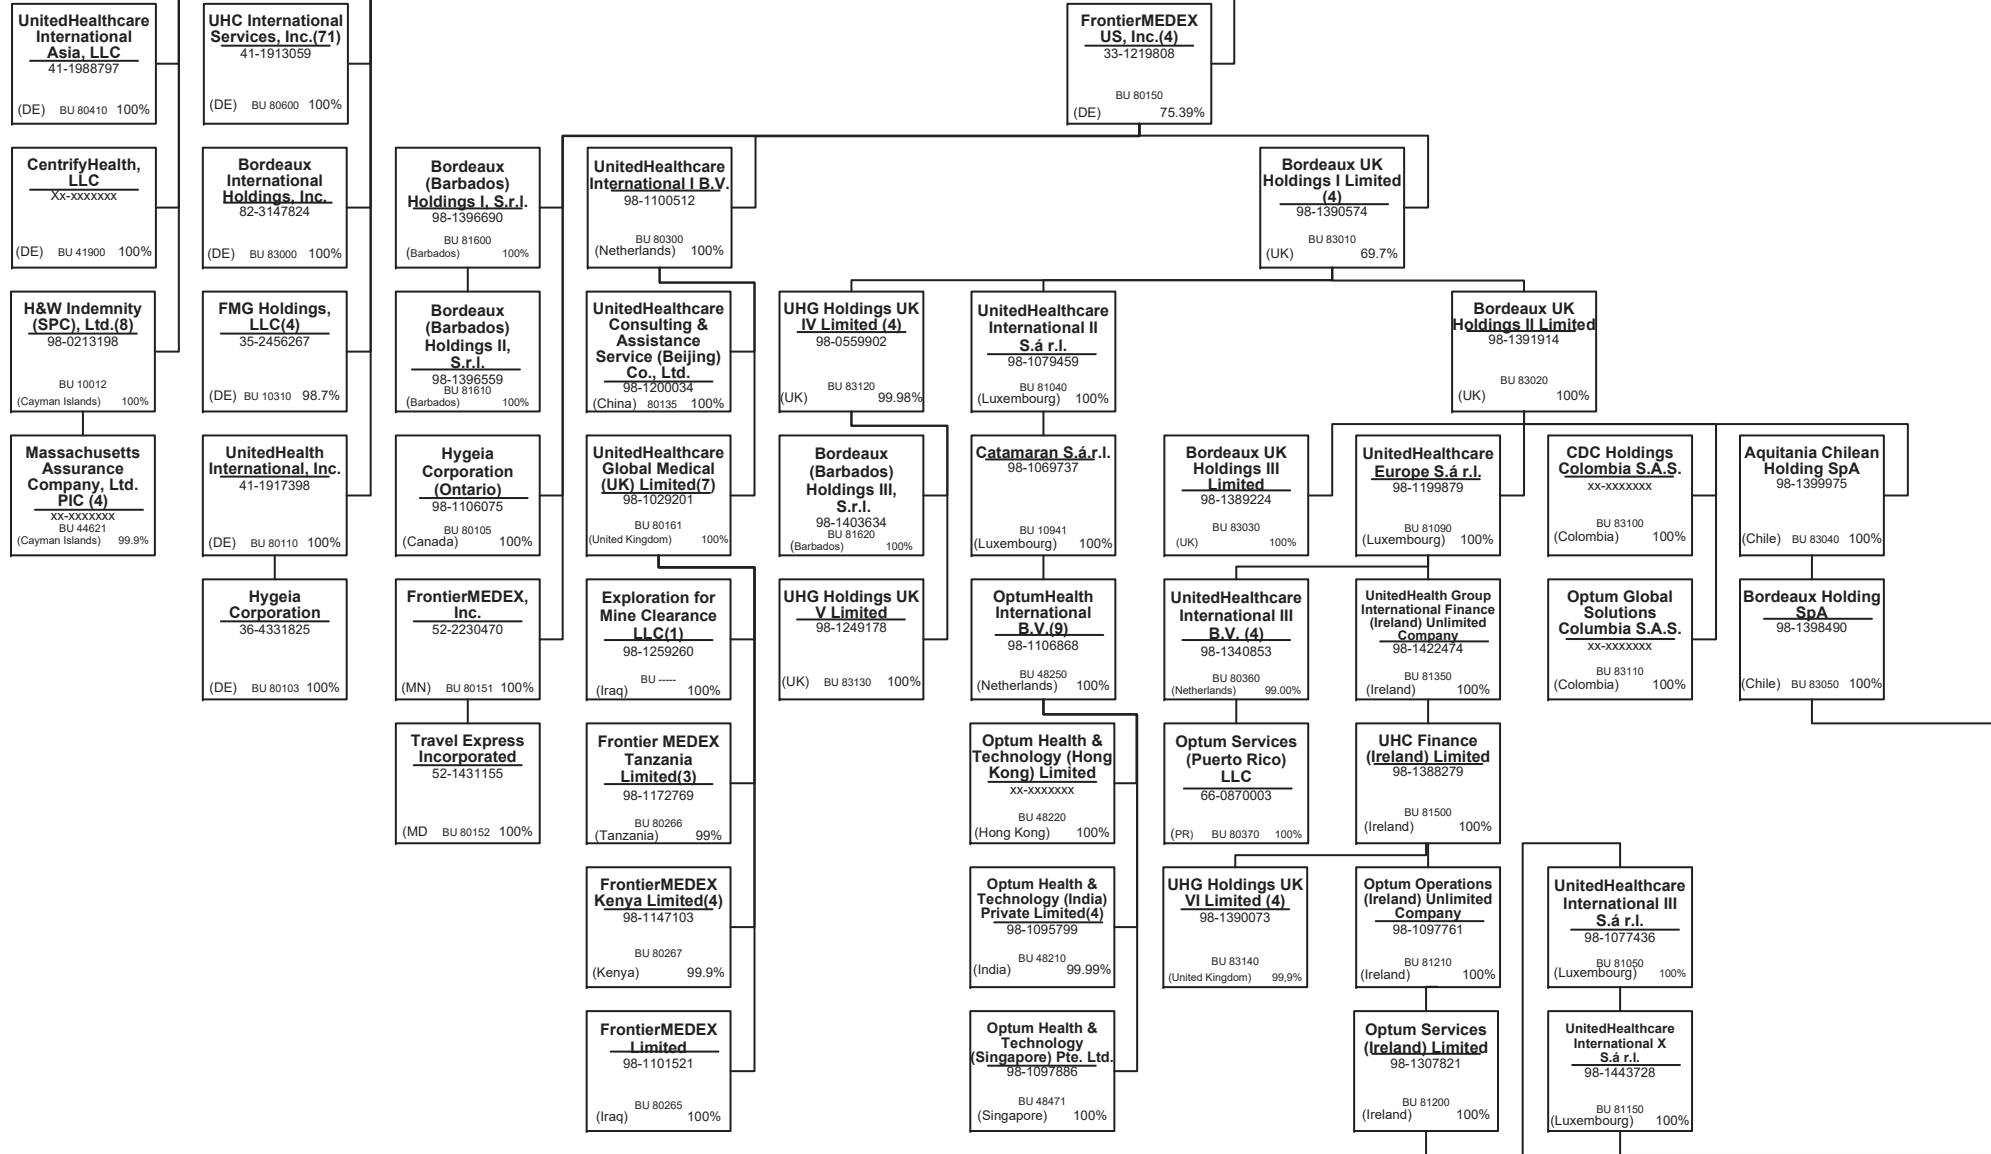 UnitedHealthcare
International
Asia, LLC
41-1988797
(DE) BU 80410 100%
UHC International
Services, Inc.(71)
41-1913059
(DE) BU 80600 100%
FrontierMEDEX
US, Inc.(4)
33-1219808
BU 80150
(DE) 75.39%
CentrifyHealth,
LLC
Xx-xxxxxxx
(DE) BU 41900 100%
Bordeaux
International
Holdings, Inc.
82-3147824
(DE) BU 83000 100%
Bordeaux
(Barbados)
Holdings I, S.r.l.
98-1396690
BU 81600
(Barbados) 100%
UnitedHealthcare
International I B.V.
98-1100512
BU 80300
(Netherlands) 100%
Bordeaux UK
Holdings I Limited
(4)
98-1390574
BU 83010
(UK) 69.7%
H&W Indemnity
(SPC), Ltd.(8)
98-0213198
BU 10012
(Cayman Islands) 100%
FMG Holdings,
LLC(4)
35-2456267
(DE) BU 10310 98.7%
Bordeaux
(Barbados)
Holdings II,
S.r.l.
98-1396559
BU 81610
(Barbados) 100%
UnitedHealthcare
Consulting &
Assistance
Service (Beijing)
Co., Ltd.
98-1200034
(China) 80135 100%
UHG Holdings UK
IV Limited (4)
98-0559902
BU 83120
(UK) 99.98%
UnitedHealthcare
International II
S.á r.l.
98-1079459
BU 81040
(Luxembourg) 100%
Bordeaux UK
Holdings II Limited
98-1391914
BU 83020
(UK) 100%
Massachusetts
Assurance
Company, Ltd.
PIC (4)
xx-xxxxxxx
BU 44621
(Cayman Islands) 99.9%
UnitedHealth
International, Inc.
41-1917398
(DE) BU 80110 100%
Hygeia
Corporation
(Ontario)
98-1106075
BU 80105
(Canada) 100%
UnitedHealthcare
Global Medical
(UK) Limited(7)
98-1029201
BU 80161
(United Kingdom) 100%
Bordeaux
(Barbados)
Holdings III,
S.r.l.
98-1403634
BU 81620
(Barbados) 100%
Catamaran S.á.r.l.
98-1069737
BU 10941
(Luxembourg) 100%
Bordeaux UK
Holdings III
Limited
98-1389224
BU 83030
(UK) 100%
UnitedHealthcare
Europe S.á r.l.
98-1199879
BU 81090
(Luxembourg) 100%
CDC Holdings
Colombia S.A.S.
xx-xxxxxxx
BU 83100
(Colombia) 100%
Aquitania Chilean
Holding SpA
98-1399975
(Chile) BU 83040 100%
Hygeia
Corporation
36-4331825
(DE) BU 80103 100%
FrontierMEDEX,
Inc.
52-2230470
(MN) BU 80151 100%
Exploration for
Mine Clearance
LLC(1)
98-1259260
BU -----
(Iraq) 100%
UHG Holdings UK
V Limited
98-1249178
(UK) BU 83130 100%
OptumHealth
International
B.V.(9)
98-1106868
BU 48250
(Netherlands) 100%
UnitedHealthcare
International III
B.V. (4)
98-1340853
BU 80360
(Netherlands) 99.00%
UnitedHealth Group
International Finance
(Ireland) Unlimited
Company
98-1422474
BU 81350
(Ireland) 100%
Optum Global
Solutions
Columbia S.A.S.
xx-xxxxxxx
BU 83110
(Colombia) 100%
Bordeaux Holding
SpA
98-1398490
(Chile) BU 83050 100%
Travel Express
Incorporated
52-1431155
(MD BU 80152 100%
Frontier MEDEX
Tanzania
Limited(3)
98-1172769
BU 80266
(Tanzania) 99%
Optum Health &
Technology (Hong
Kong) Limited
xx-xxxxxxx
BU 48220
(Hong Kong) 100%
Optum Services
(Puerto Rico)
LLC
66-0870003
(PR) BU 80370 100%
UHC Finance
(Ireland) Limited
98-1388279
BU 81500
(Ireland) 100%
FrontierMEDEX
Kenya Limited(4)
98-1147103
BU 80267
(Kenya) 99.9%
Optum Health &
Technology (India)
Private Limited(4)
98-1095799
BU 48210
(India) 99.99%
UHG Holdings UK
VI Limited (4)
98-1390073
BU 83140
(United Kingdom) 99,9%
Optum Operations
(Ireland) Unlimited
Company
98-1097761
BU 81210
(Ireland) 100%
UnitedHealthcare
International III
S.á r.l.
98-1077436
BU 81050
(Luxembourg) 100%
FrontierMEDEX
Limited
98-1101521
BU 80265
(Iraq) 100%
Optum Health &
Technology
(Singapore) Pte. Ltd.
98-1097886
BU 48471
(Singapore) 100%
Optum Services
(Ireland) Limited
98-1307821
BU 81200
(Ireland) 100%
UnitedHealthcare
International X
S.á r.l.
98-1443728
BU 81150
(Luxembourg) 100%